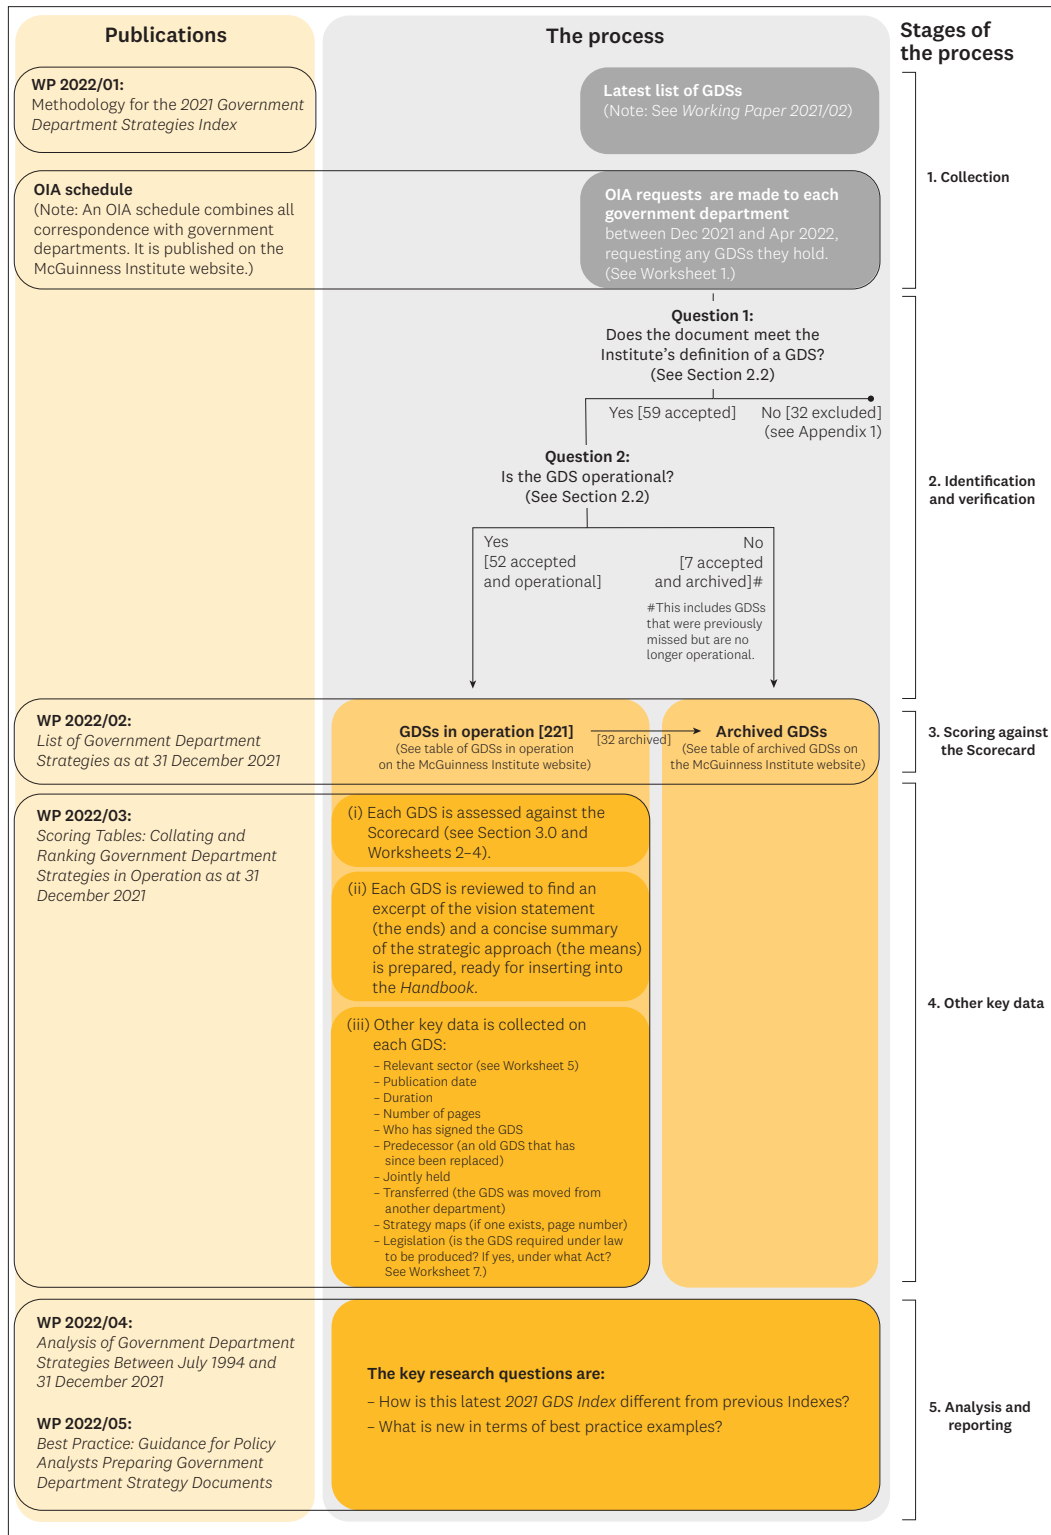 Publications
The process
Stages of
the process
WP 2022/01:
Methodology for the 2021 Government
Department Strategies Index
Latest list of GDSs
(Note: See Working Paper 2021/02)
1. Collection
OIA schedule
(Note: An OIA schedule combines all
correspondence with government
departments. It is published on the
McGuinness Institute website.)
OIA requests are made to each
government department
between Dec 2021 and Apr 2022,
requesting any GDSs they hold.
(See Worksheet 1.)
Question 1:
Does the document meet the
Institute's definition of a GDS?
(See Section 2.2)
Yes [59 accepted]
No [32 excluded]
(see Appendix 1)
Question 2:
Is the GDS operational?
(See Section 2.2)
2. Identification
and verification
Yes
[52 accepted
and operational]
No
[7 accepted
and archived]#
#This includes GDSs
that were previously
missed but are no
longer operational.
WP 2022/02:
List of Government Department
Strategies as at 31 December 2021
GDSs in operation [221]
(See table of GDSs in operation
on the McGuinness Institute website)
[32 archived]
Archived GDSs
(See table of archived GDSs on
the McGuinness Institute website)
3. Scoring against
the Scorecard
WP 2022/03:
Scoring Tables: Collating and
Ranking Government Department
Strategies in Operation as at 31
December 2021
(i) Each GDS is assessed against the
Scorecard (see Section 3.0 and
Worksheets 2–4).
(ii) Each GDS is reviewed to find an
excerpt of the vision statement
(the ends) and a concise summary
of the strategic approach (the means)
is prepared, ready for inserting into
the Handbook.
(iii) Other key data is collected on
each GDS:
– Relevant sector (see Worksheet 5)
– Publication date
– Duration
– Number of pages
– Who has signed the GDS
– Predecessor (an old GDS that has
since been replaced)
– Jointly held
– Transferred (the GDS was moved from
another department)
– Strategy maps (if one exists, page number)
– Legislation (is the GDS required under law
to be produced? If yes, under what Act?
See Worksheet 7.)
4. Other key data
WP 2022/04:
Analysis of Government Department
Strategies Between July 1994 and
31 December 2021
WP 2022/05:
Best Practice: Guidance for Policy
Analysts Preparing Government
Department Strategy Documents
The key research questions are:
– How is this latest 2021 GDS Index different from previous Indexes?
– What is new in terms of best practice examples?
5. Analysis and
reporting